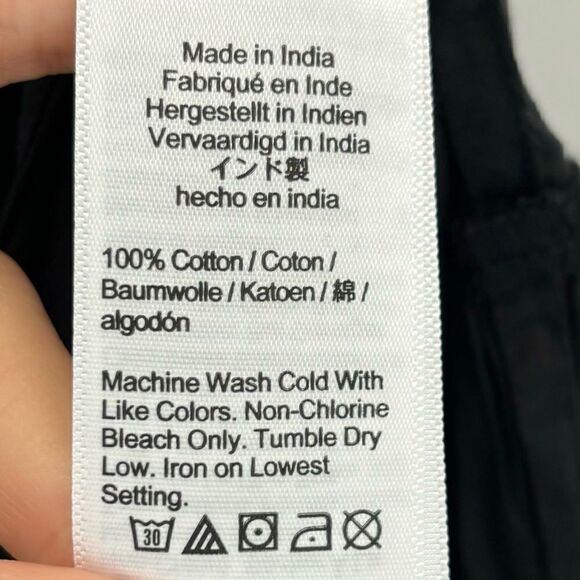 Made in India
Fabriqué en Inde
Hergestellt in Indien
Vervaardigd in India
インド製
hecho en india
100% Cotton / Coton /
Baumwolle / Katoen / 綿 /
algodón
Machine Wash Cold With
Like Colors. Non-Chlorine
Bleach Only. Tumble Dry
Low. Iron on Lowest
Setting.
30